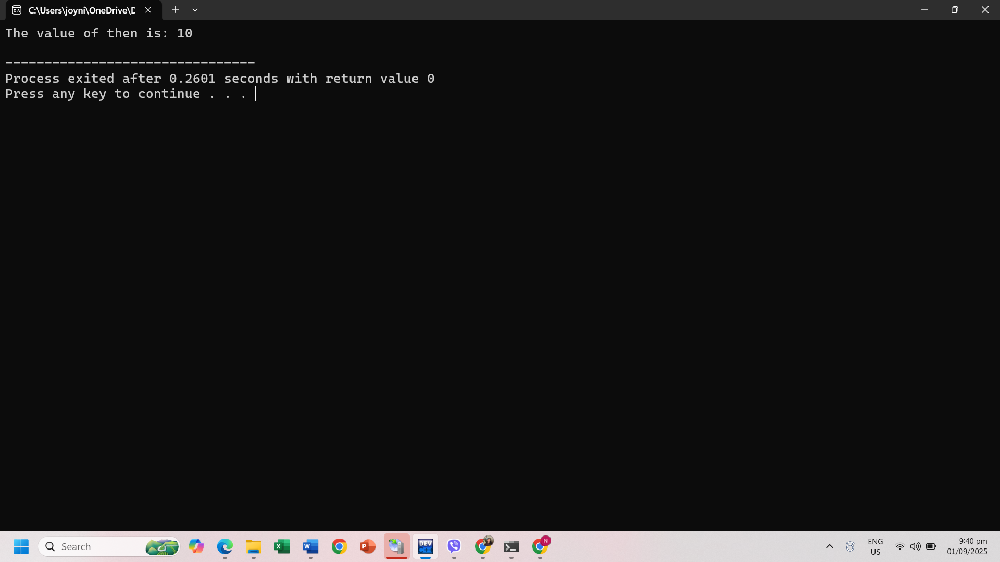 C:\Users\joyni\OneDrive\D
The value of then is: 10
--------------------------------
Process exited after 0.2601 seconds with return value 0
Press any key to continue . . .
Search
DEV
C++
N
ENG
US
9:40 pm
01/09/2025